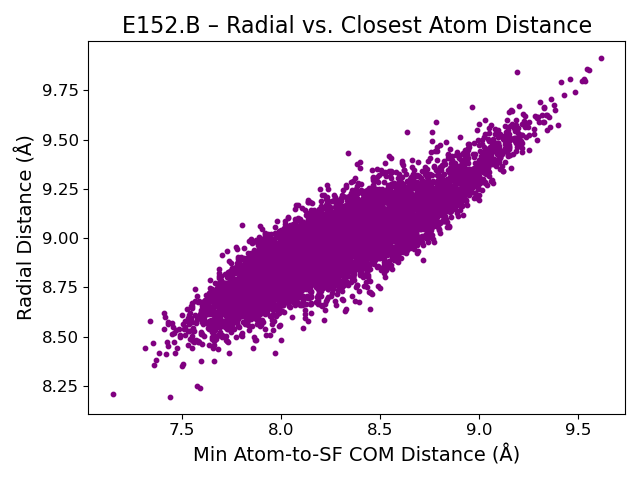 E152.B – Radial vs. Closest Atom Distance
Radial Distance (Å)
9.75
9.50
9.25
9.00
8.75
8.50
8.25
7.5 8.0 8.5 9.0 9.5
Min Atom-to-SF COM Distance (Å)